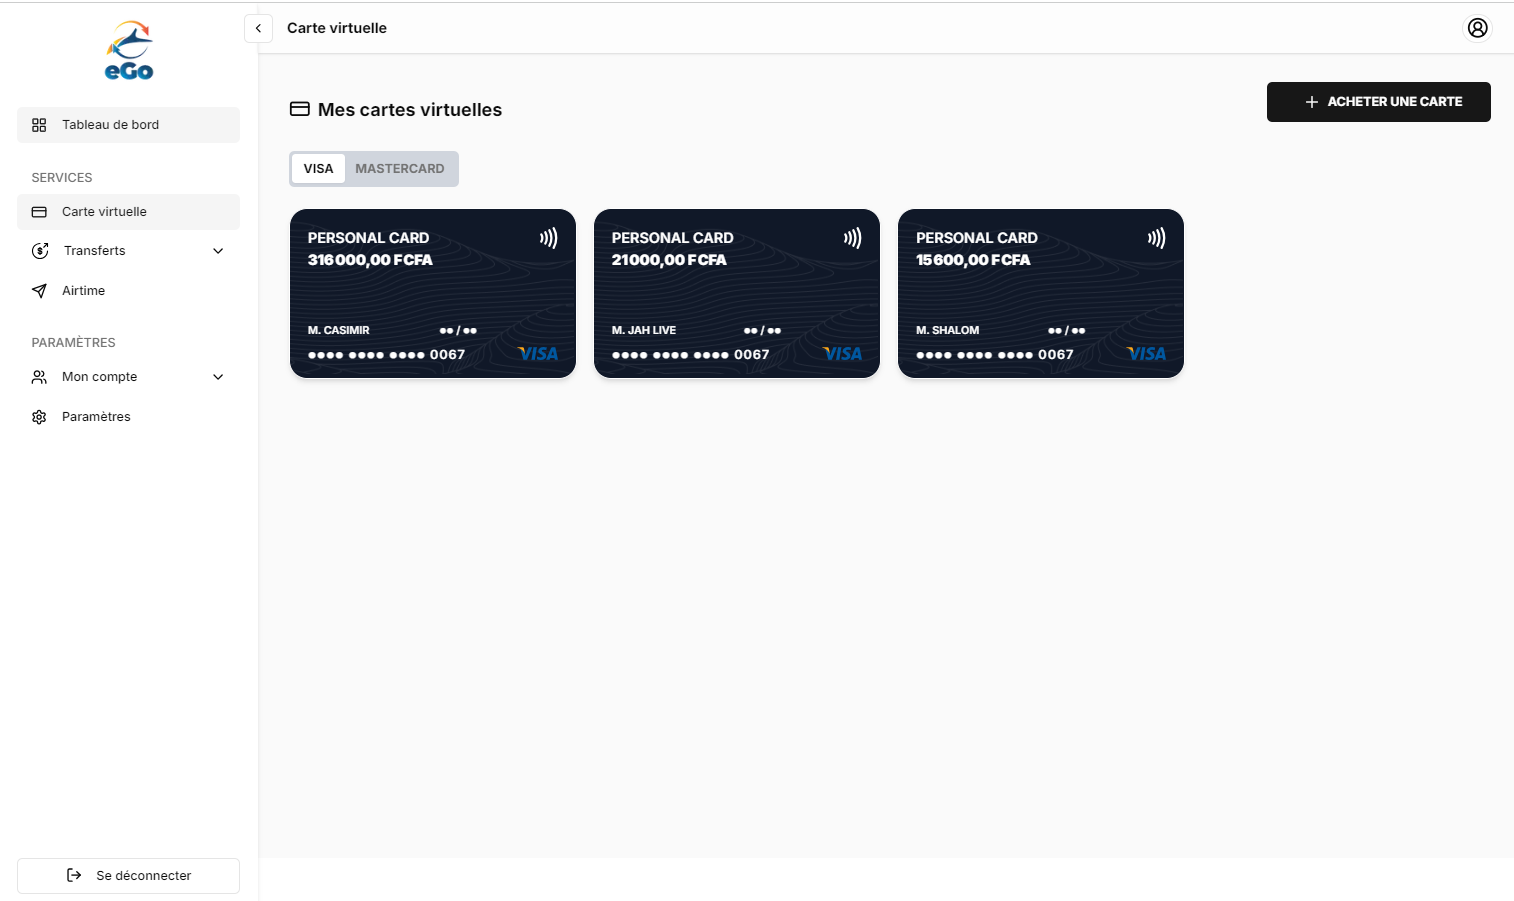 eGo
Carte virtuelle
Tableau de bord
SERVICES
Carte virtuelle
Transferts
Airtime
PARAMÈTRES
Mon compte
Paramètres
Se déconnecter
Mes cartes virtuelles
ACHETER UNE CARTE
VISA MASTERCARD
PERSONAL CARD
316 000,00 FCFA
M. CASIMIR •• / ••
•••• •••• •••• 0067 VISA
PERSONAL CARD
21 000,00 FCFA
M. JAH LIVE •• / ••
•••• •••• •••• 0067 VISA
PERSONAL CARD
15 600,00 FCFA
M. SHALOM •• / ••
•••• •••• •••• 0067 VISA